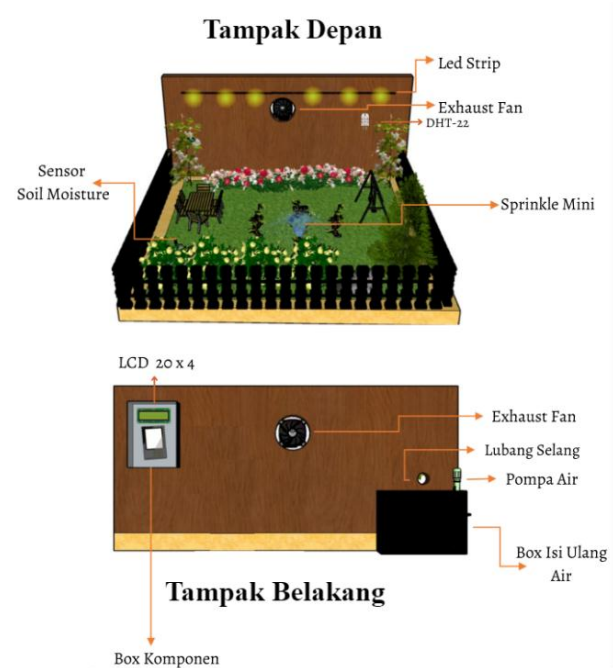 Tampak Depan
Led Strip
Exhaust Fan
DHT-22
Sensor
Soil Moisture
Sprinkle Mini
LCD 20 x 4
Exhaust Fan
Lubang Selang
Pompa Air
Box Isi Ulang
Air
Tampak Belakang
Box Komponen